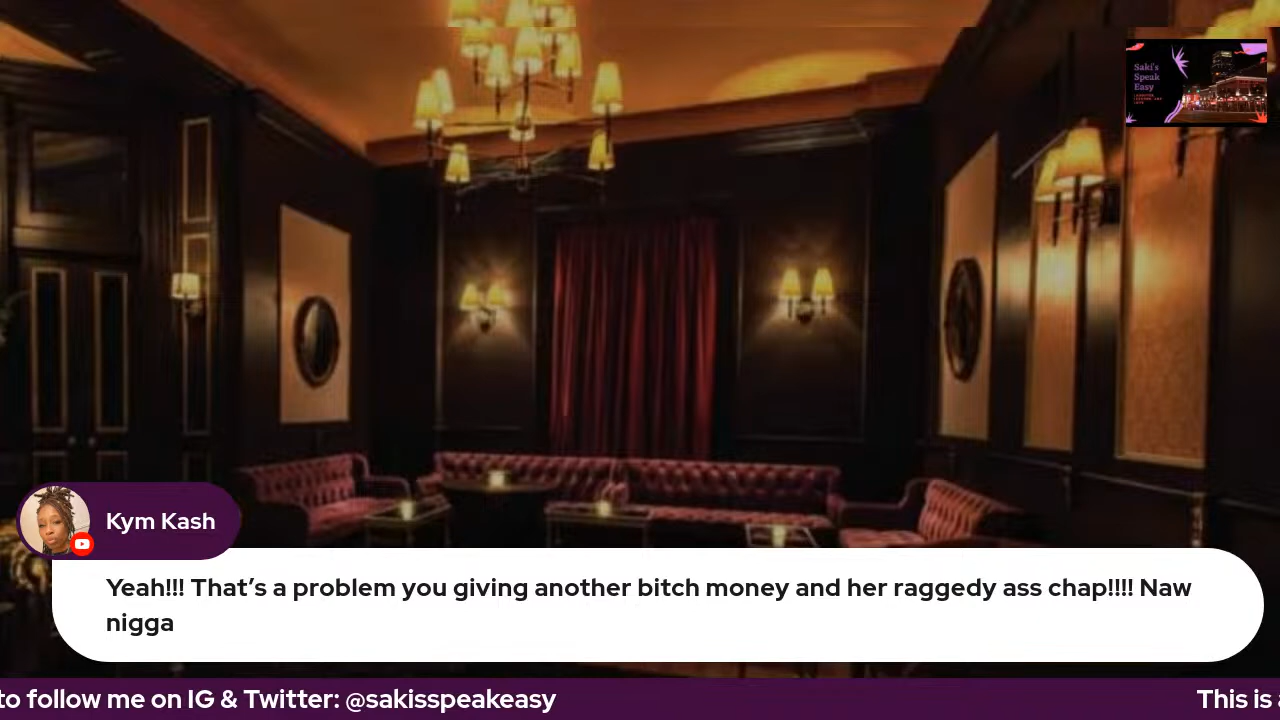 Saki's
Speak
Easy
Kym Kash
Yeah!!! That’s a problem you giving another bitch money and her raggedy ass chap!!!! Naw
nigga
to follow me on IG & Twitter: @sakisspeakeasy
This is